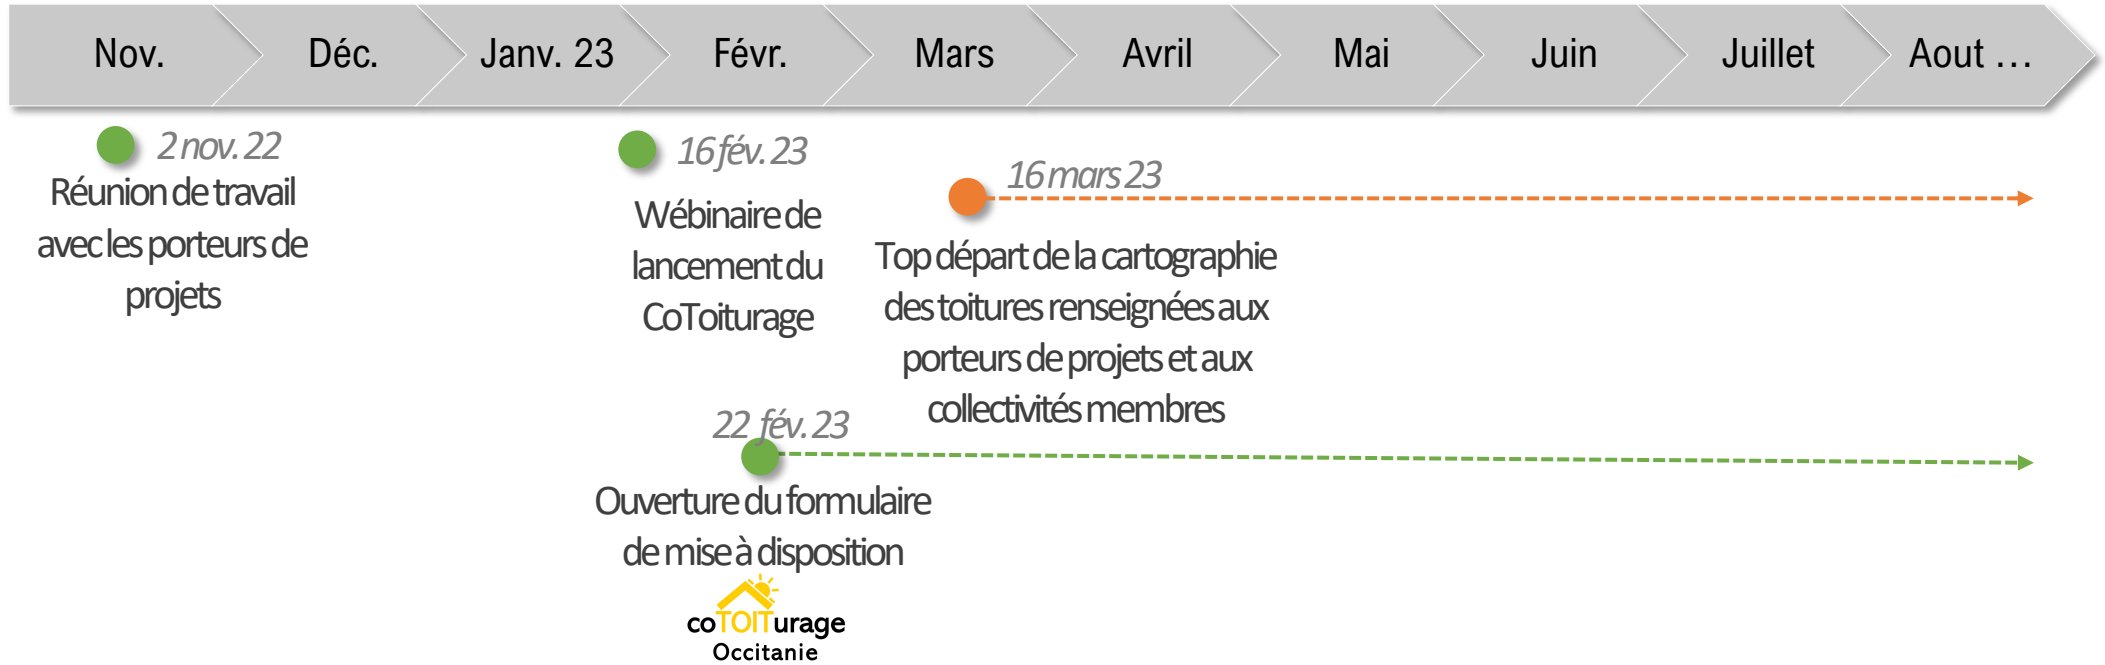 Nov. Déc. Janv. 23 Févr. Mars Avril Mai Juin Juillet Aout ...
2 nov. 22
Réunion de travail
avec les porteurs de
projets
16 fév. 23
Wébinaire de
lancement du
CoToiturage
16 mars 23
Top départ de la cartographie
des toitures renseignées aux
porteurs de projets et aux
collectivités membres
22 fév. 23
Ouverture du formulaire
de mise à disposition
coTOITurage
Occitanie